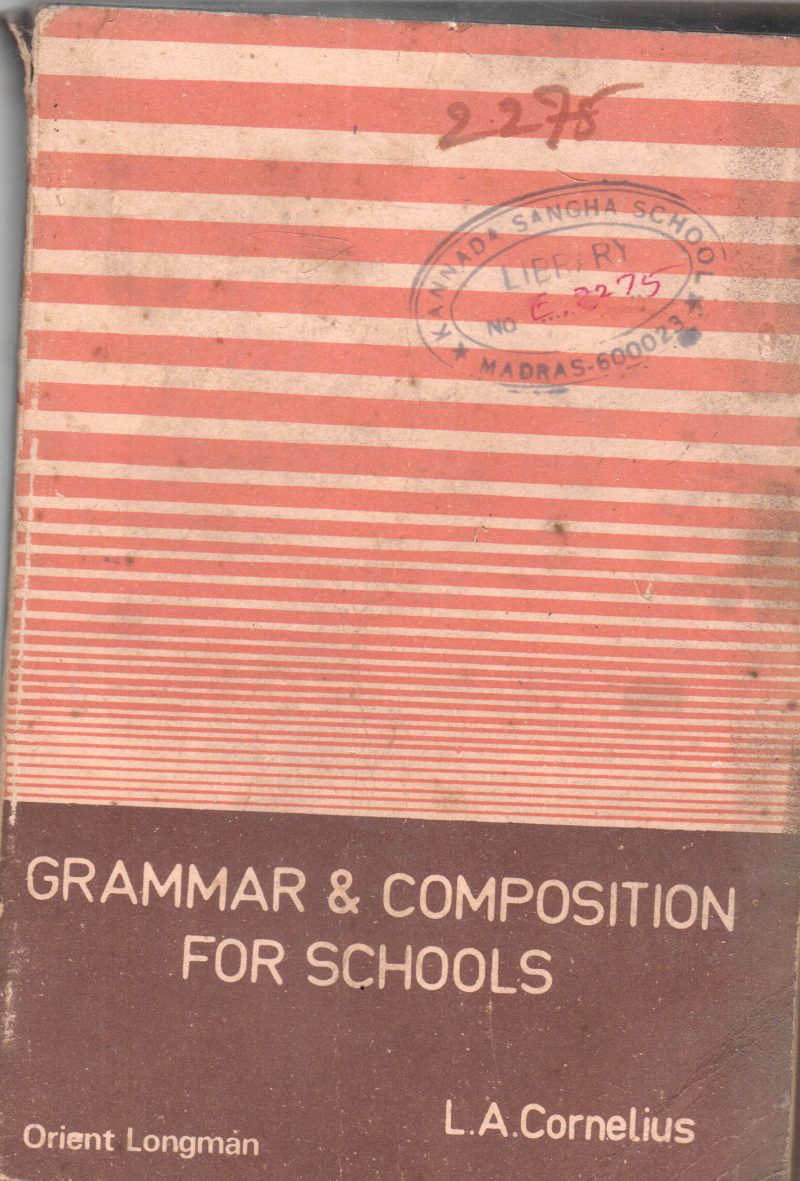 2275
KANNADA SANGHA SCHOOL
LIBRARY
NO E. 2275
MADRAS-600023
GRAMMAR & COMPOSITION
FOR SCHOOLS
L.A.Cornelius
Orient Longman